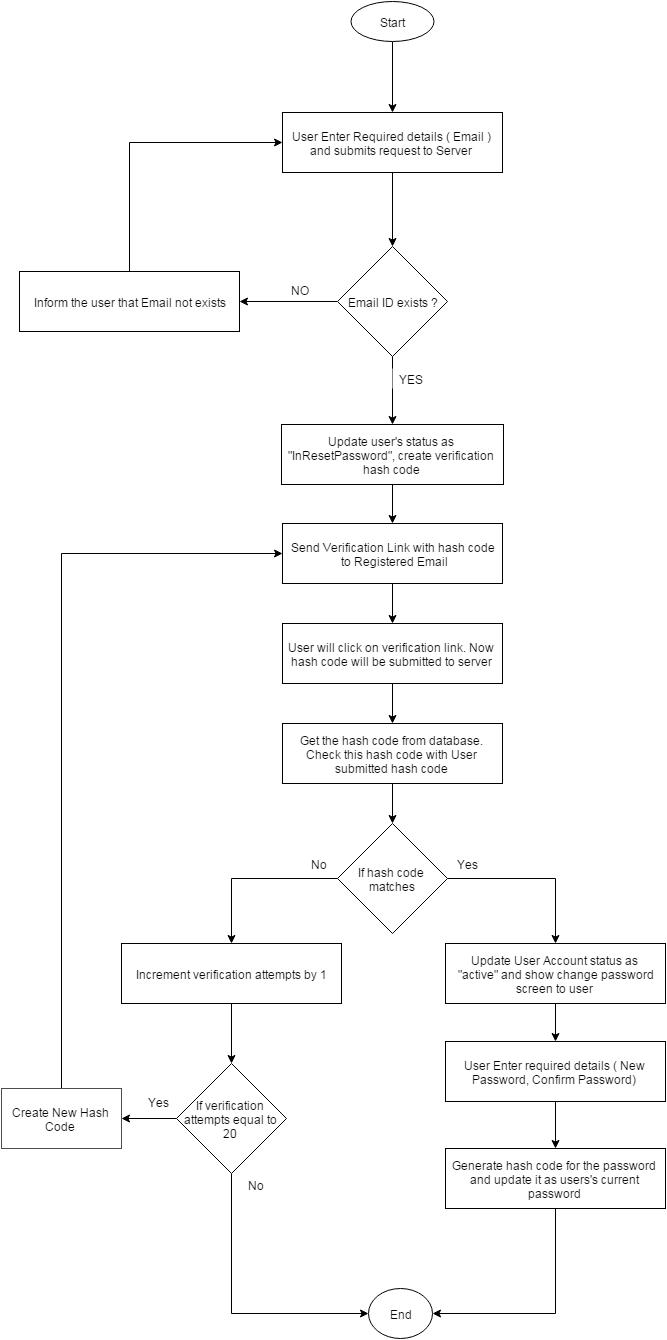 Start
User Enter Required details ( Email )
and submits request to Server
Inform the user that Email not exists
NO
Email ID exists ?
YES
Update user's status as
"InResetPassword", create verification
hash code
Send Verification Link with hash code
to Registered Email
User will click on verification link. Now
hash code will be submitted to server
Get the hash code from database.
Check this hash code with User
submitted hash code
No
If hash code
matches
Yes
Increment verification attempts by 1
Update User Account status as
"active" and show change password
screen to user
User Enter required details ( New
Password, Confirm Password)
Create New Hash
Code
Yes
If verification
attempts equal to
20
No
Generate hash code for the password
and update it as users's current
password
End